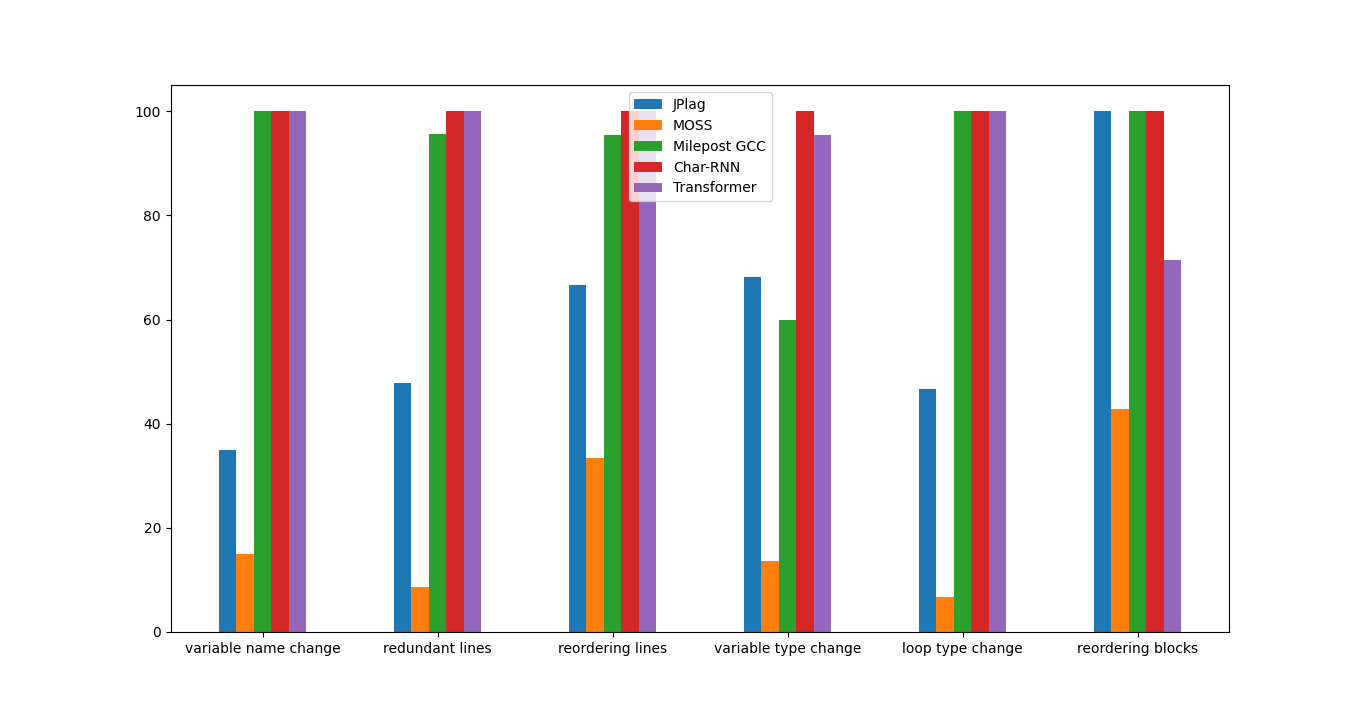 100
80
60
40
20
0
JPlag
MOSS
Milepost GCC
Char-RNN
Transformer
variable name change redundant lines reordering lines variable type change loop type change reordering blocks